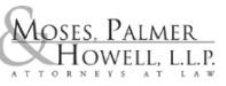 MOSES, PALMER
& HOWELL, L.L.P.
ATTORNEYS AT LAW